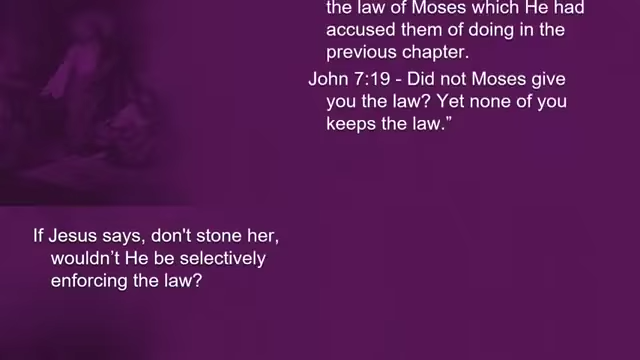 the law of Moses which He had
accused them of doing in the
previous chapter.
John 7:19 - Did not Moses give
you the law? Yet none of you
keeps the law.”
If Jesus says, don't stone her,
wouldn’t He be selectively
enforcing the law?